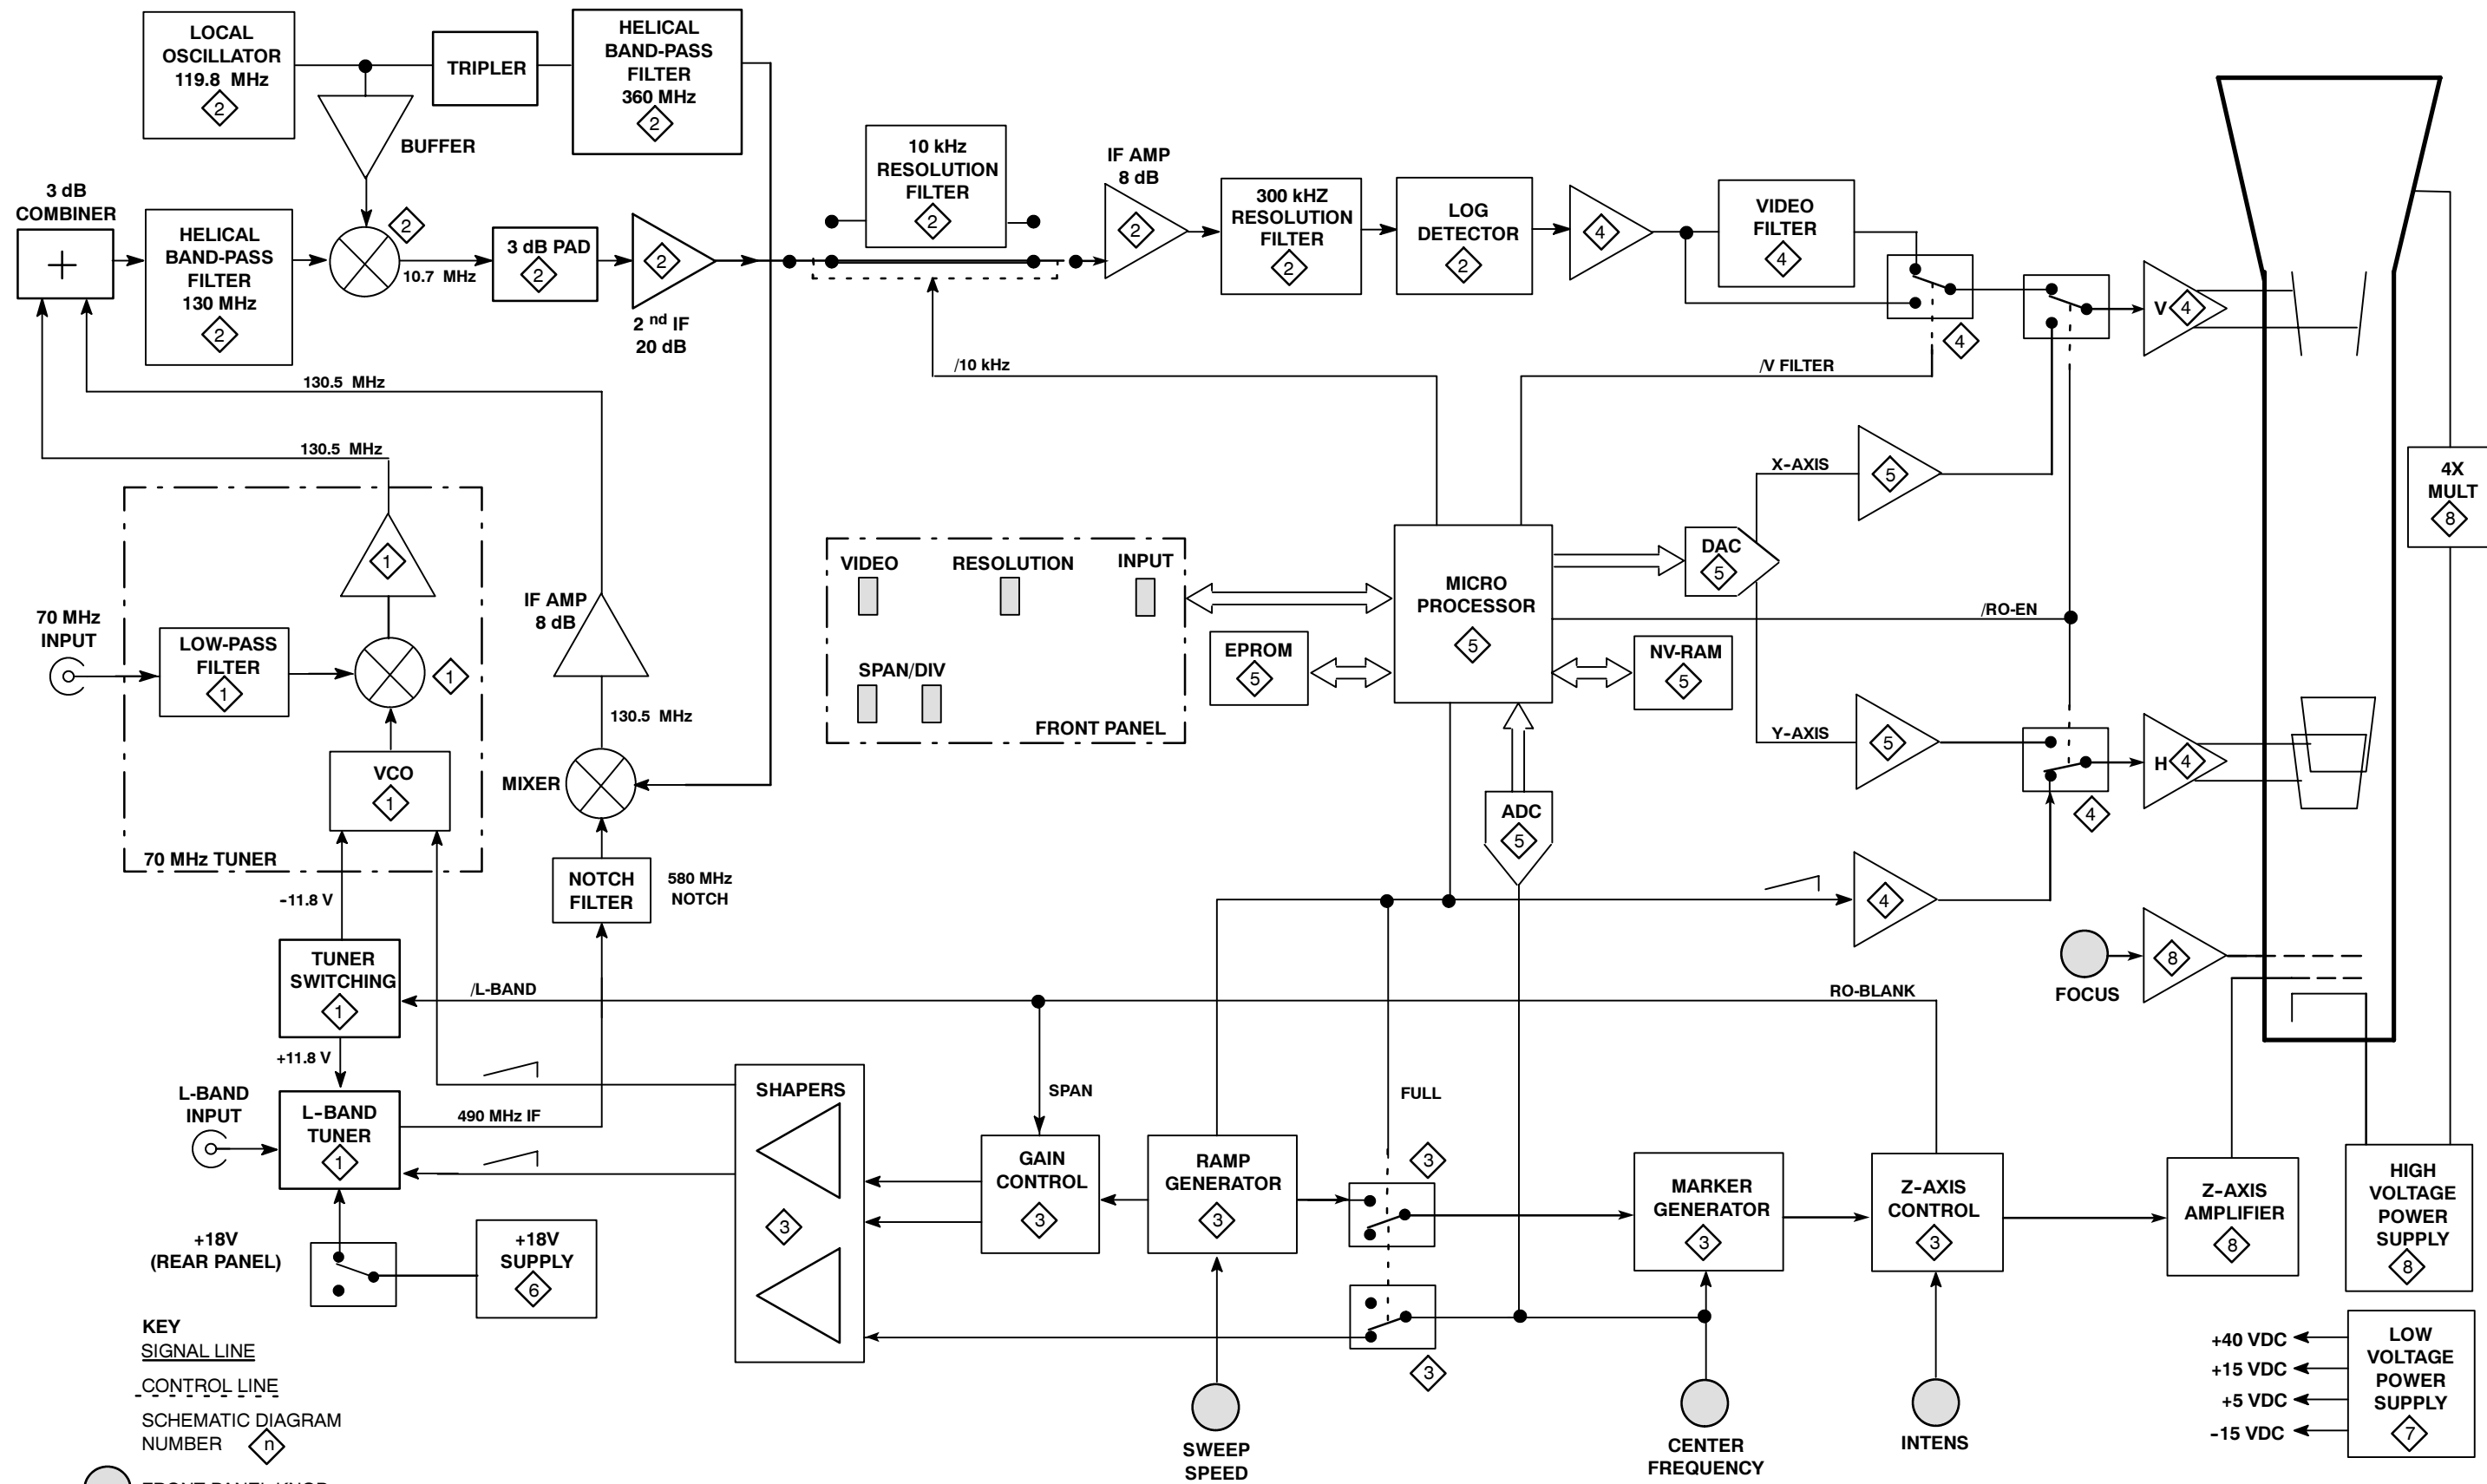 LOCAL
OSCILLATOR
119.8 MHz
2
TRIPLER
HELICAL
BAND-PASS
FILTER
360 MHz
2
BUFFER
3 dB
COMBINER
+
HELICAL
BAND-PASS
FILTER
130 MHz
2
2
10.7 MHz
3 dB PAD
2
2
2 nd IF
20 dB
10 kHz
RESOLUTION
FILTER
2
IF AMP
8 dB
2
300 kHZ
RESOLUTION
FILTER
2
LOG
DETECTOR
2
4
VIDEO
FILTER
4
4
V 4
/10 kHz
/V FILTER
130.5 MHz
130.5 MHz
1
70 MHz
INPUT
LOW-PASS
FILTER
1
1
VCO
1
70 MHz TUNER
IF AMP
8 dB
130.5 MHz
MIXER
NOTCH
FILTER
580 MHz
NOTCH
VIDEO
RESOLUTION
INPUT
SPAN/DIV
FRONT PANEL
MICRO
PROCESSOR
5
EPROM
5
NV-RAM
5
DAC
5
X-AXIS
5
/RO-EN
Y-AXIS
5
ADC
5
4
H 4
4
4X
MULT
8
FOCUS
8
-11.8 V
TUNER
SWITCHING
1
/L-BAND
RO-BLANK
+11.8 V
L-BAND
INPUT
L-BAND
TUNER
1
490 MHz IF
+18V
(REAR PANEL)
+18V
SUPPLY
6
SHAPERS
3
SPAN
GAIN
CONTROL
3
RAMP
GENERATOR
3
FULL
3
3
MARKER
GENERATOR
3
Z-AXIS
CONTROL
3
Z-AXIS
AMPLIFIER
8
HIGH
VOLTAGE
POWER
SUPPLY
8
LOW
VOLTAGE
POWER
SUPPLY
7
+40 VDC
+15 VDC
+5 VDC
-15 VDC
SWEEP
SPEED
CENTER
FREQUENCY
INTENS
KEY
SIGNAL LINE
CONTROL LINE
SCHEMATIC DIAGRAM
NUMBER n
FRONT PANEL KNOB